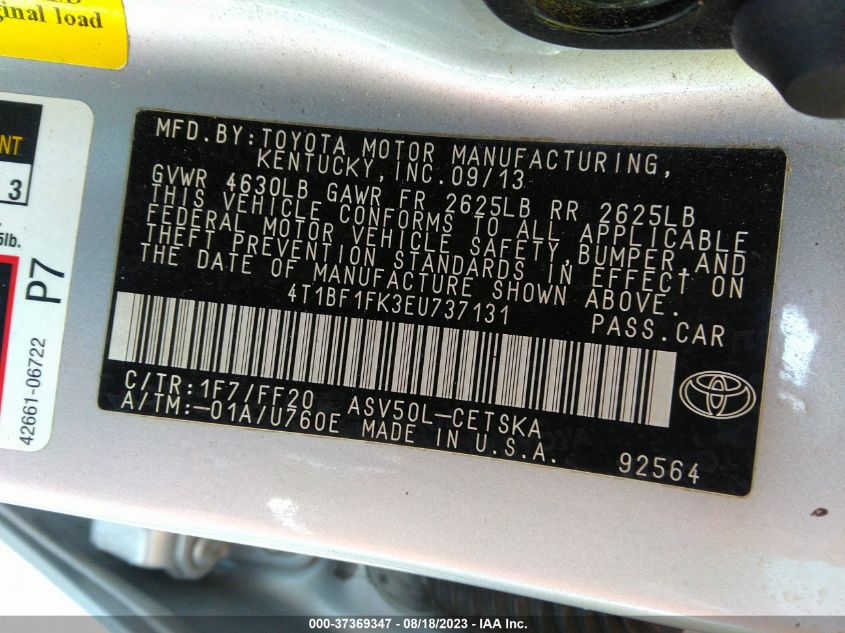 ginal load
NT
3
5lb.
P7
42661-06722
MFD.BY:TOYOTA MOTOR MANUFACTURING,
KENTUCKY,INC.09/13
GVWR 4630LB GAWR FR 2625LB RR 2625LB
THIS VEHICLE CONFORMS TO ALL APPLICABLE
FEDERAL MOTOR VEHICLE SAFETY,BUMPER,AND
THEFT PREVENTION STANDARDS IN EFFECT ON
THE DATE OF MANUFACTURE SHOWN ABOVE.
4T1BF1FK3EU737131
PASS.CAR
C/TR:1F7/FF20 ASV50L-CETSKA
A/TM:-01A/U760E MADE IN U.S.A.
92564
000-37369347 - 08/18/2023 - IAA Inc.